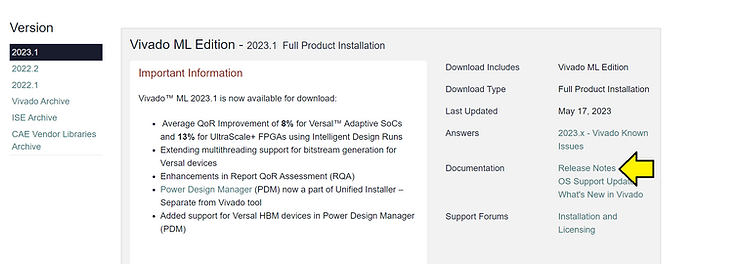 Version
2023.1
2022.2
2022.1
Vivado Archive
ISE Archive
CAE Vendor Libraries
Archive
Vivado ML Edition - 2023.1 Full Product Installation
Important Information
Vivado™ ML 2023.1 is now available for download:
• Average QoR Improvement of 8% for Versal™ Adaptive SoCs
and 13% for UltraScale+ FPGAs using Intelligent Design Runs
• Extending multithreading support for bitstream generation for
Versal devices
• Enhancements in Report QoR Assessment (RQA)
• Power Design Manager (PDM) now a part of Unified Installer –
Separate from Vivado tool
• Added support for Versal HBM devices in Power Design Manager
(PDM)
Download Includes Vivado ML Edition
Download Type Full Product Installation
Last Updated May 17, 2023
Answers 2023.x - Vivado Known
Issues
Documentation Release Notes
OS Support
What's New in Vivado
Support Forums Installation and
Licensing